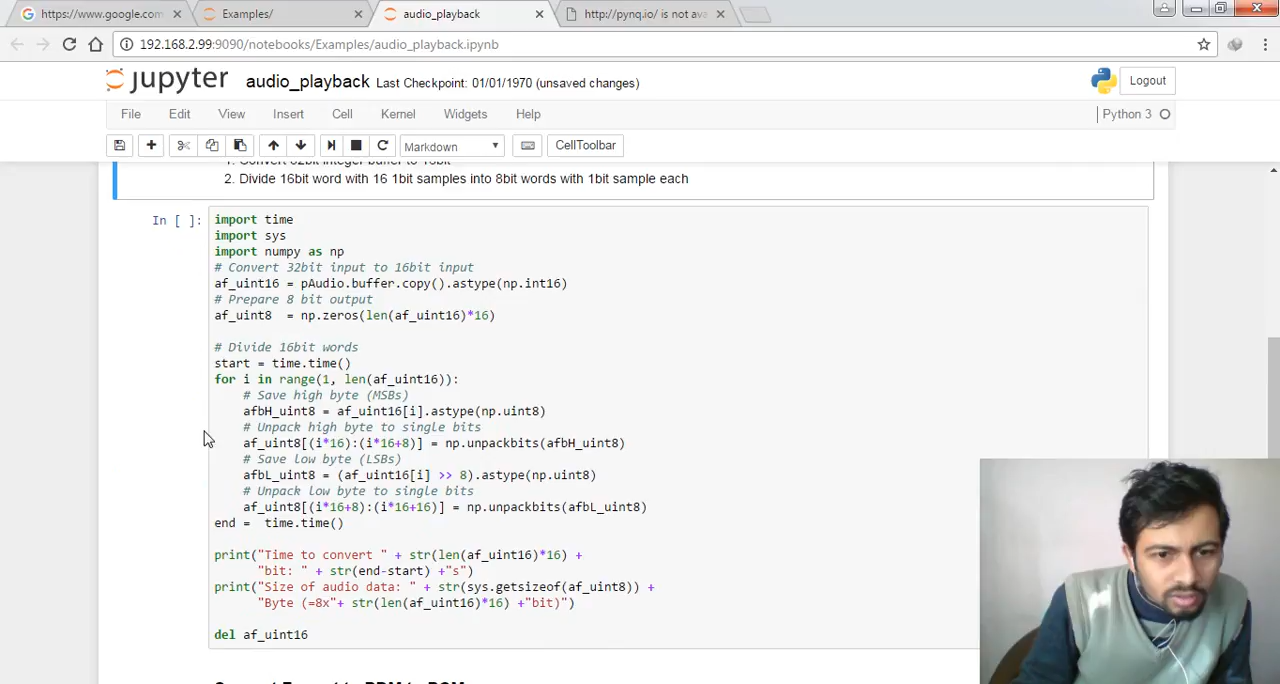 https://www.google.com
Examples/
audio_playback
http://pynq.io/ is not ava
192.168.2.99:9090/notebooks/Examples/audio_playback.ipynb
jupyter audio_playback Last Checkpoint: 01/01/1970 (unsaved changes)
Logout
File Edit View Insert Cell Kernel Widgets Help
Python 3
Markdown
CellToolbar
1. Convert 32bit integer buffer to 16bit
2. Divide 16bit word with 16 1bit samples into 8bit words with 1bit sample each
In [ ]:
import time
import sys
import numpy as np
# Convert 32bit input to 16bit input
af_uint16 = pAudio.buffer.copy().astype(np.int16)
# Prepare 8 bit output
af_uint8  = np.zeros(len(af_uint16)*16)
# Divide 16bit words
start = time.time()
for i in range(1, len(af_uint16)):
# Save high byte (MSBs)
afbH_uint8 = af_uint16[i].astype(np.uint8)
# Unpack high byte to single bits
af_uint8[(i*16):(i*16+8)] = np.unpackbits(afbH_uint8)
# Save low byte (LSBs)
afbL_uint8 = (af_uint16[i] >> 8).astype(np.uint8)
# Unpack low byte to single bits
af_uint8[(i*16+8):(i*16+16)] = np.unpackbits(afbL_uint8)
end =  time.time()
print("Time to convert " + str(len(af_uint16)*16) +
"bit: " + str(end-start) +"s")
print("Size of audio data: " + str(sys.getsizeof(af_uint8)) +
"Byte (=8x"+ str(len(af_uint16)*16) +"bit)")
del af_uint16